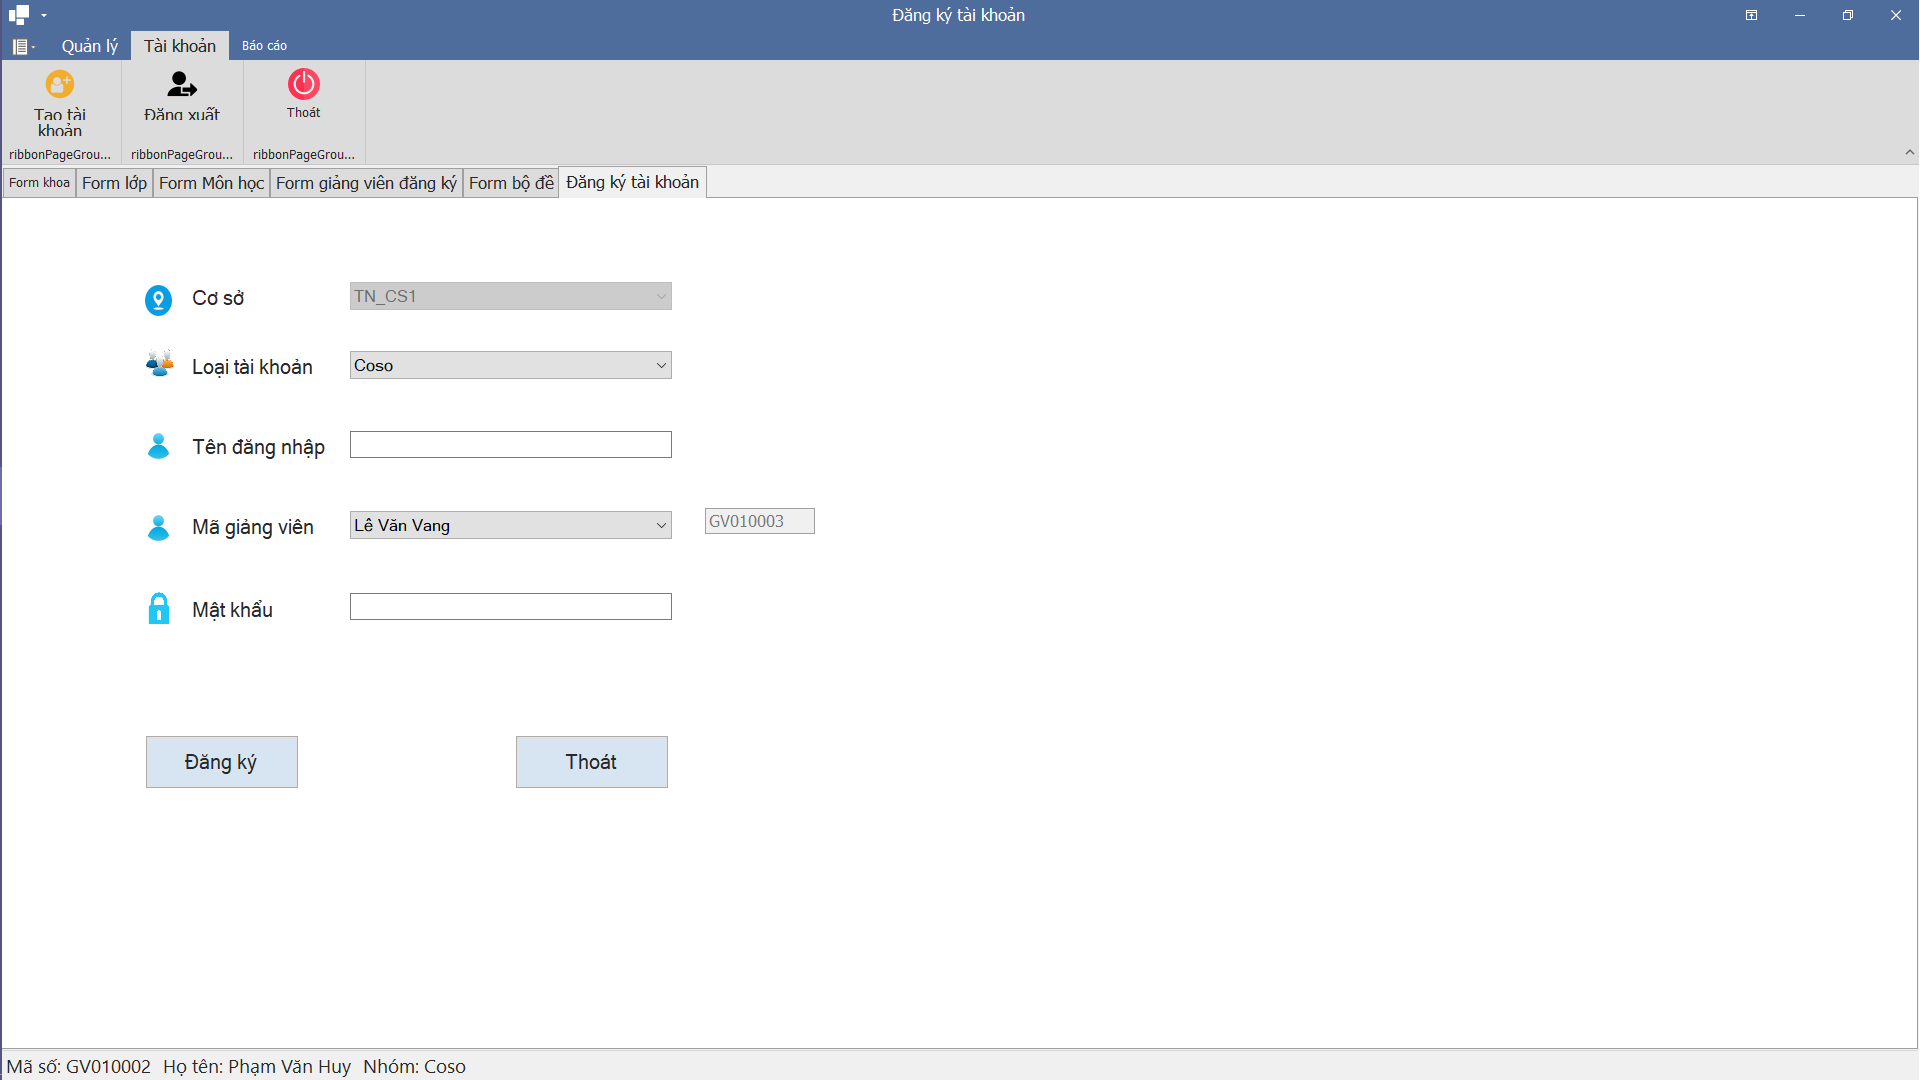 Đăng ký tài khoản
Quản lý Tài khoản Báo cáo
Tạo tài khoản
Đăng xuất
Thoát
ribbonPageGrou... ribbonPageGrou... ribbonPageGrou...
Form khoa Form lớp Form Môn học Form giảng viên đăng ký Form bộ đề Đăng ký tài khoản
Cơ sở TN_CS1
Loại tài khoản Coso
Tên đăng nhập
Mã giảng viên Lê Văn Vang GV010003
Mật khẩu
Đăng ký Thoát
Mã số: GV010002 Họ tên: Phạm Văn Huy Nhóm: Coso